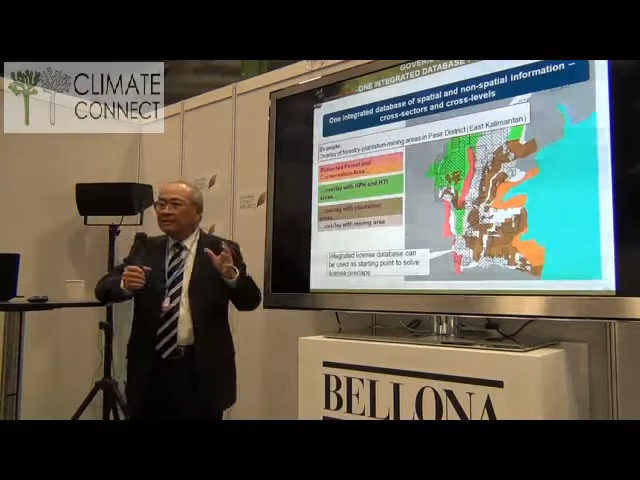 CLIMATE
CONNECT
ONE INTEGRATED DATABASE
One integrated database of spatial and non-spatial information –
cross-sectors and cross-levels
Example:
Overlay of forestry-plantation-mining areas in Pasir District (East Kalimantan)
Protected Forest and
Conservation Area...
...overlay with HPH and HTI
areas...
...overlay with plantation
areas...
...overlay with mining area
Integrated license database can
be used as starting point to solve
license overlaps
BELLONA